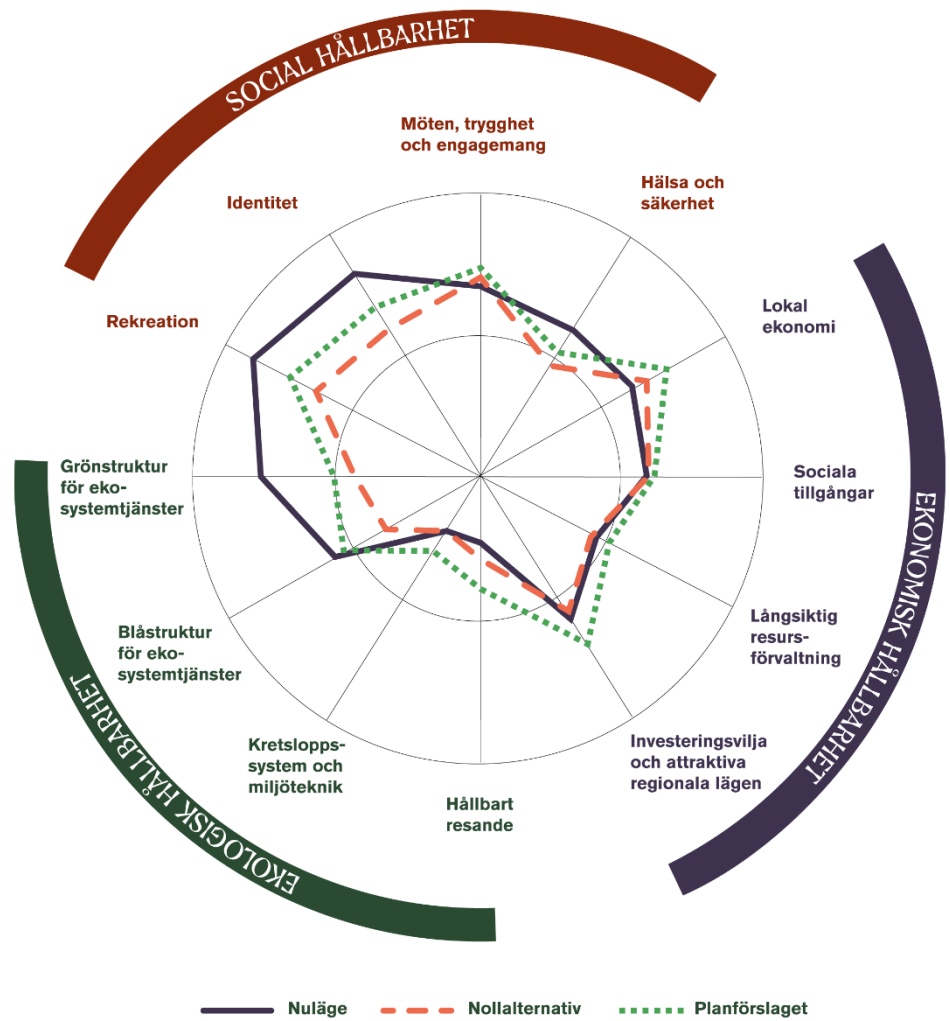 SOCIAL HÅLLBARHET
Möten, trygghet
och engagemang
Hälsa och
säkerhet
Identitet
Rekreation
Lokal
ekonomi
Sociala
tillgångar
Långsiktig
resurs-
förvaltning
Investeringsvilja
och attraktiva
regionala lägen
EKONOMISK HÅLLBARHET
Grönstruktur
för eko-
systemtjänster
Blåstruktur
för eko-
systemtjänster
Kretslopps-
system och
miljöteknik
Hållbart
resande
EKOLOGISK HÅLLBARHET
Nuläge
Nollalternativ
Planförslaget